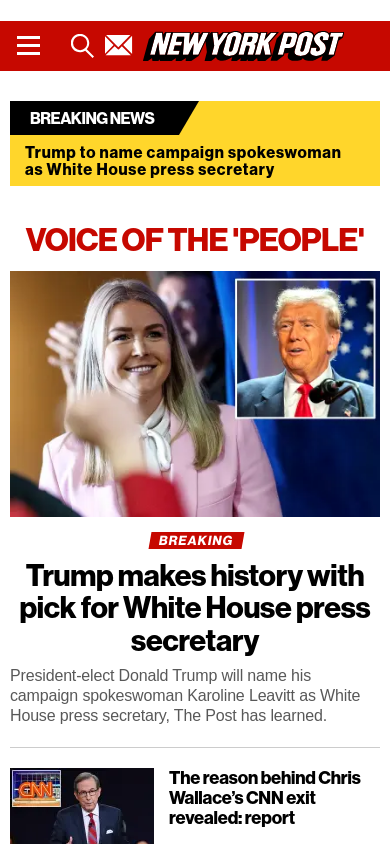 NEW YORK POST
BREAKING NEWS
Trump to name campaign spokeswoman
as White House press secretary
VOICE OF THE 'PEOPLE'
BREAKING
Trump makes history with
pick for White House press
secretary
President-elect Donald Trump will name his
campaign spokeswoman Karoline Leavitt as White
House press secretary, The Post has learned.
CNN
The reason behind Chris
Wallace’s CNN exit
revealed: report